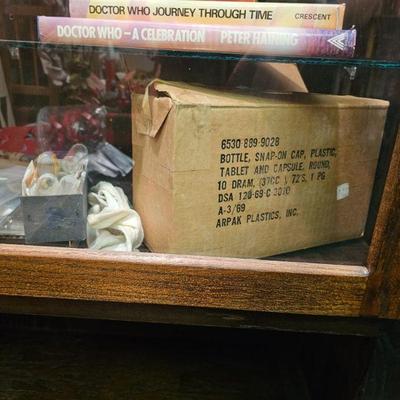 DOCTOR WHO JOURNEY THROUGH TIME CRESCENT
DOCTOR WHO – A CELEBRATION PETER HAINING
6530-889-9028
BOTTLE, SNAP-ON CAP, PLASTIC,
TABLET AND CAPSULE, ROUND,
10 DRAM, (37CC) 72'S, 1 PG
DSA 120-69-C-3010
A-3/69
ARPAK PLASTICS, INC.